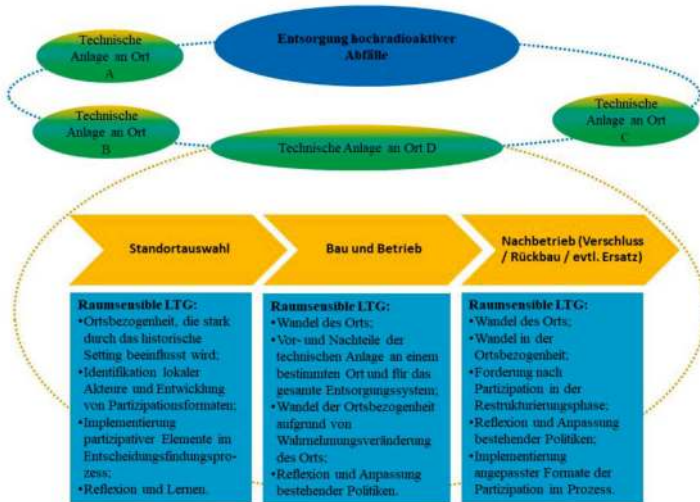 Entsorgung hochradioaktiver
Abfälle
Technische
Anlage an Ort
A
Technische
Anlage an Ort
B
Technische
Anlage an Ort
C
Technische Anlage an Ort D
Standortauswahl
Bau und Betrieb
Nachbetrieb (Verschluss
/ Rückbau / evtl. Ersatz)
Raumsensible LTG:
•Ortsbezogenheit, die stark
durch das historische
Setting beeinflusst wird;
•Identifikation lokaler
Akteure und Entwicklung
von Partizipationsformaten;
•Implementierung
partizipativer Elemente im
Entscheidungsfindungspro-
zess;
•Reflexion und Lernen.
Raumsensible LTG:
•Wandel des Orts;
•Vor- und Nachteile der
technischen Anlage an einem
bestimmten Ort und für das
gesamte Entsorgungssystem;
•Wandel der Ortsbezogenheit
aufgrund von
Wahrnehmungsveränderung
des Orts;
•Reflexion und Anpassung
bestehender Politiken.
Raumsensible LTG:
•Wandel des Orts;
•Wandel in der
Ortsbezogenheit;
•Forderung nach
Partizipation in der
Restrukturierungsphase;
•Reflexion und Anpassung
bestehender Politiken;
•Implementierung
angepasster Formate der
Partizipation im Prozess.